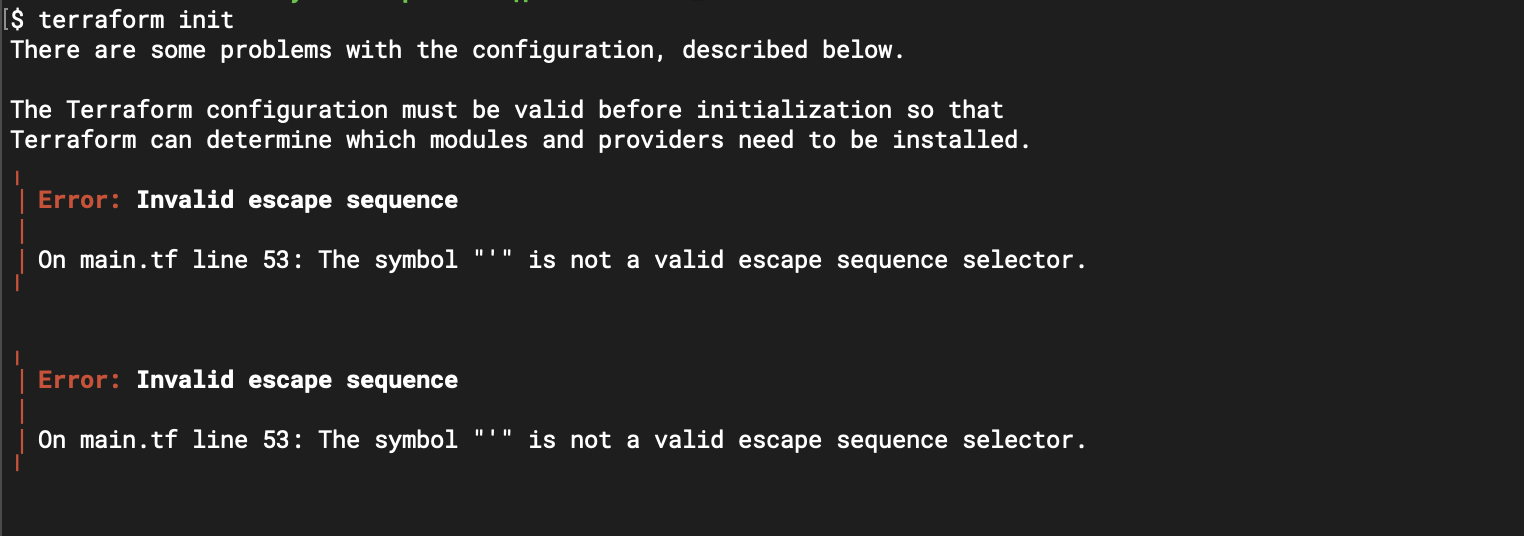 [$ terraform init
There are some problems with the configuration, described below.
The Terraform configuration must be valid before initialization so that
Terraform can determine which modules and providers need to be installed.
Error: Invalid escape sequence
On main.tf line 53: The symbol "'" is not a valid escape sequence selector.
Error: Invalid escape sequence
On main.tf line 53: The symbol "'" is not a valid escape sequence selector.